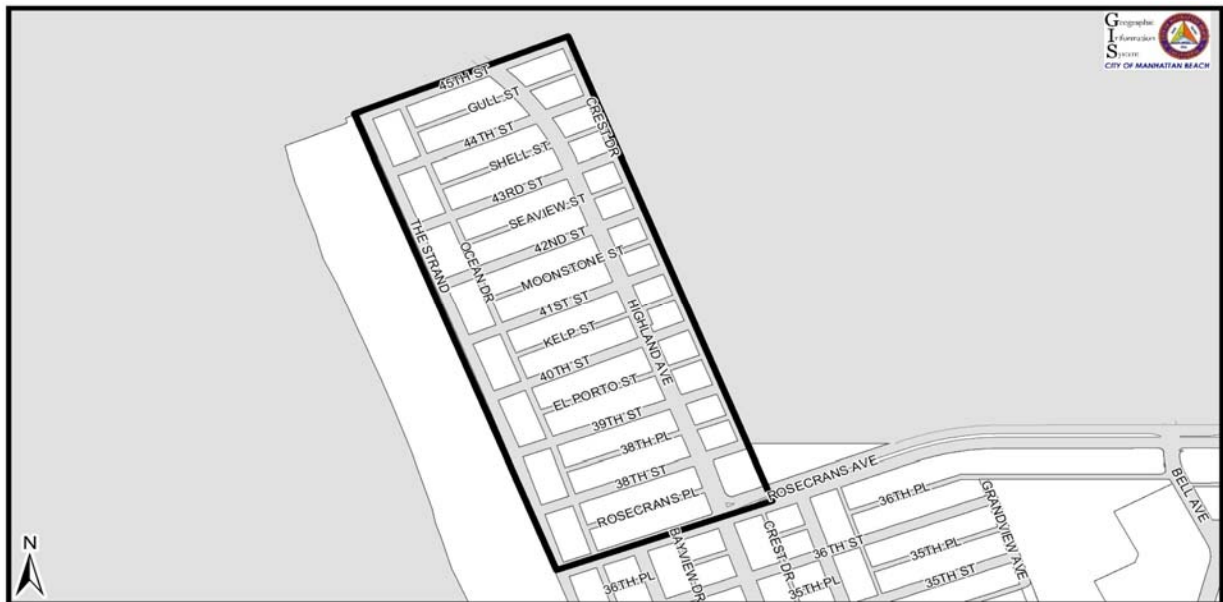 Geographic
Information
System
CITY OF MANHATTAN BEACH
45TH ST
GULL ST
CREST DR
44TH ST
SHELL ST
43RD ST
SEAVIEW ST
THE STRAND
OCEAN DR
42ND ST
MOONSTONE ST
41ST ST
HIGHLAND AVE
KELP ST
40TH ST
EL PORTO ST
39TH ST
38TH PL
38TH ST
ROSECRANS AVE
ROSECRANS PL
36TH PL
GRANDVIEW AVE
BELL AVE
BAYVIEW DR
CREST DR
36TH ST
35TH PL
36TH PL
35TH PL
35TH ST
N